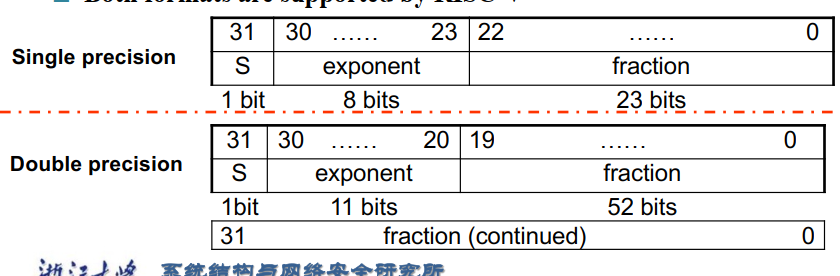 Both formats are supported by RISC-V
31 30 …… 23 22 …… 0
Single precision S exponent fraction
1 bit 8 bits 23 bits
31 30 …… 20 19 …… 0
Double precision S exponent fraction
1bit 11 bits 52 bits
31 fraction (continued) 0
浙江大学 系统结构与网络安全研究所